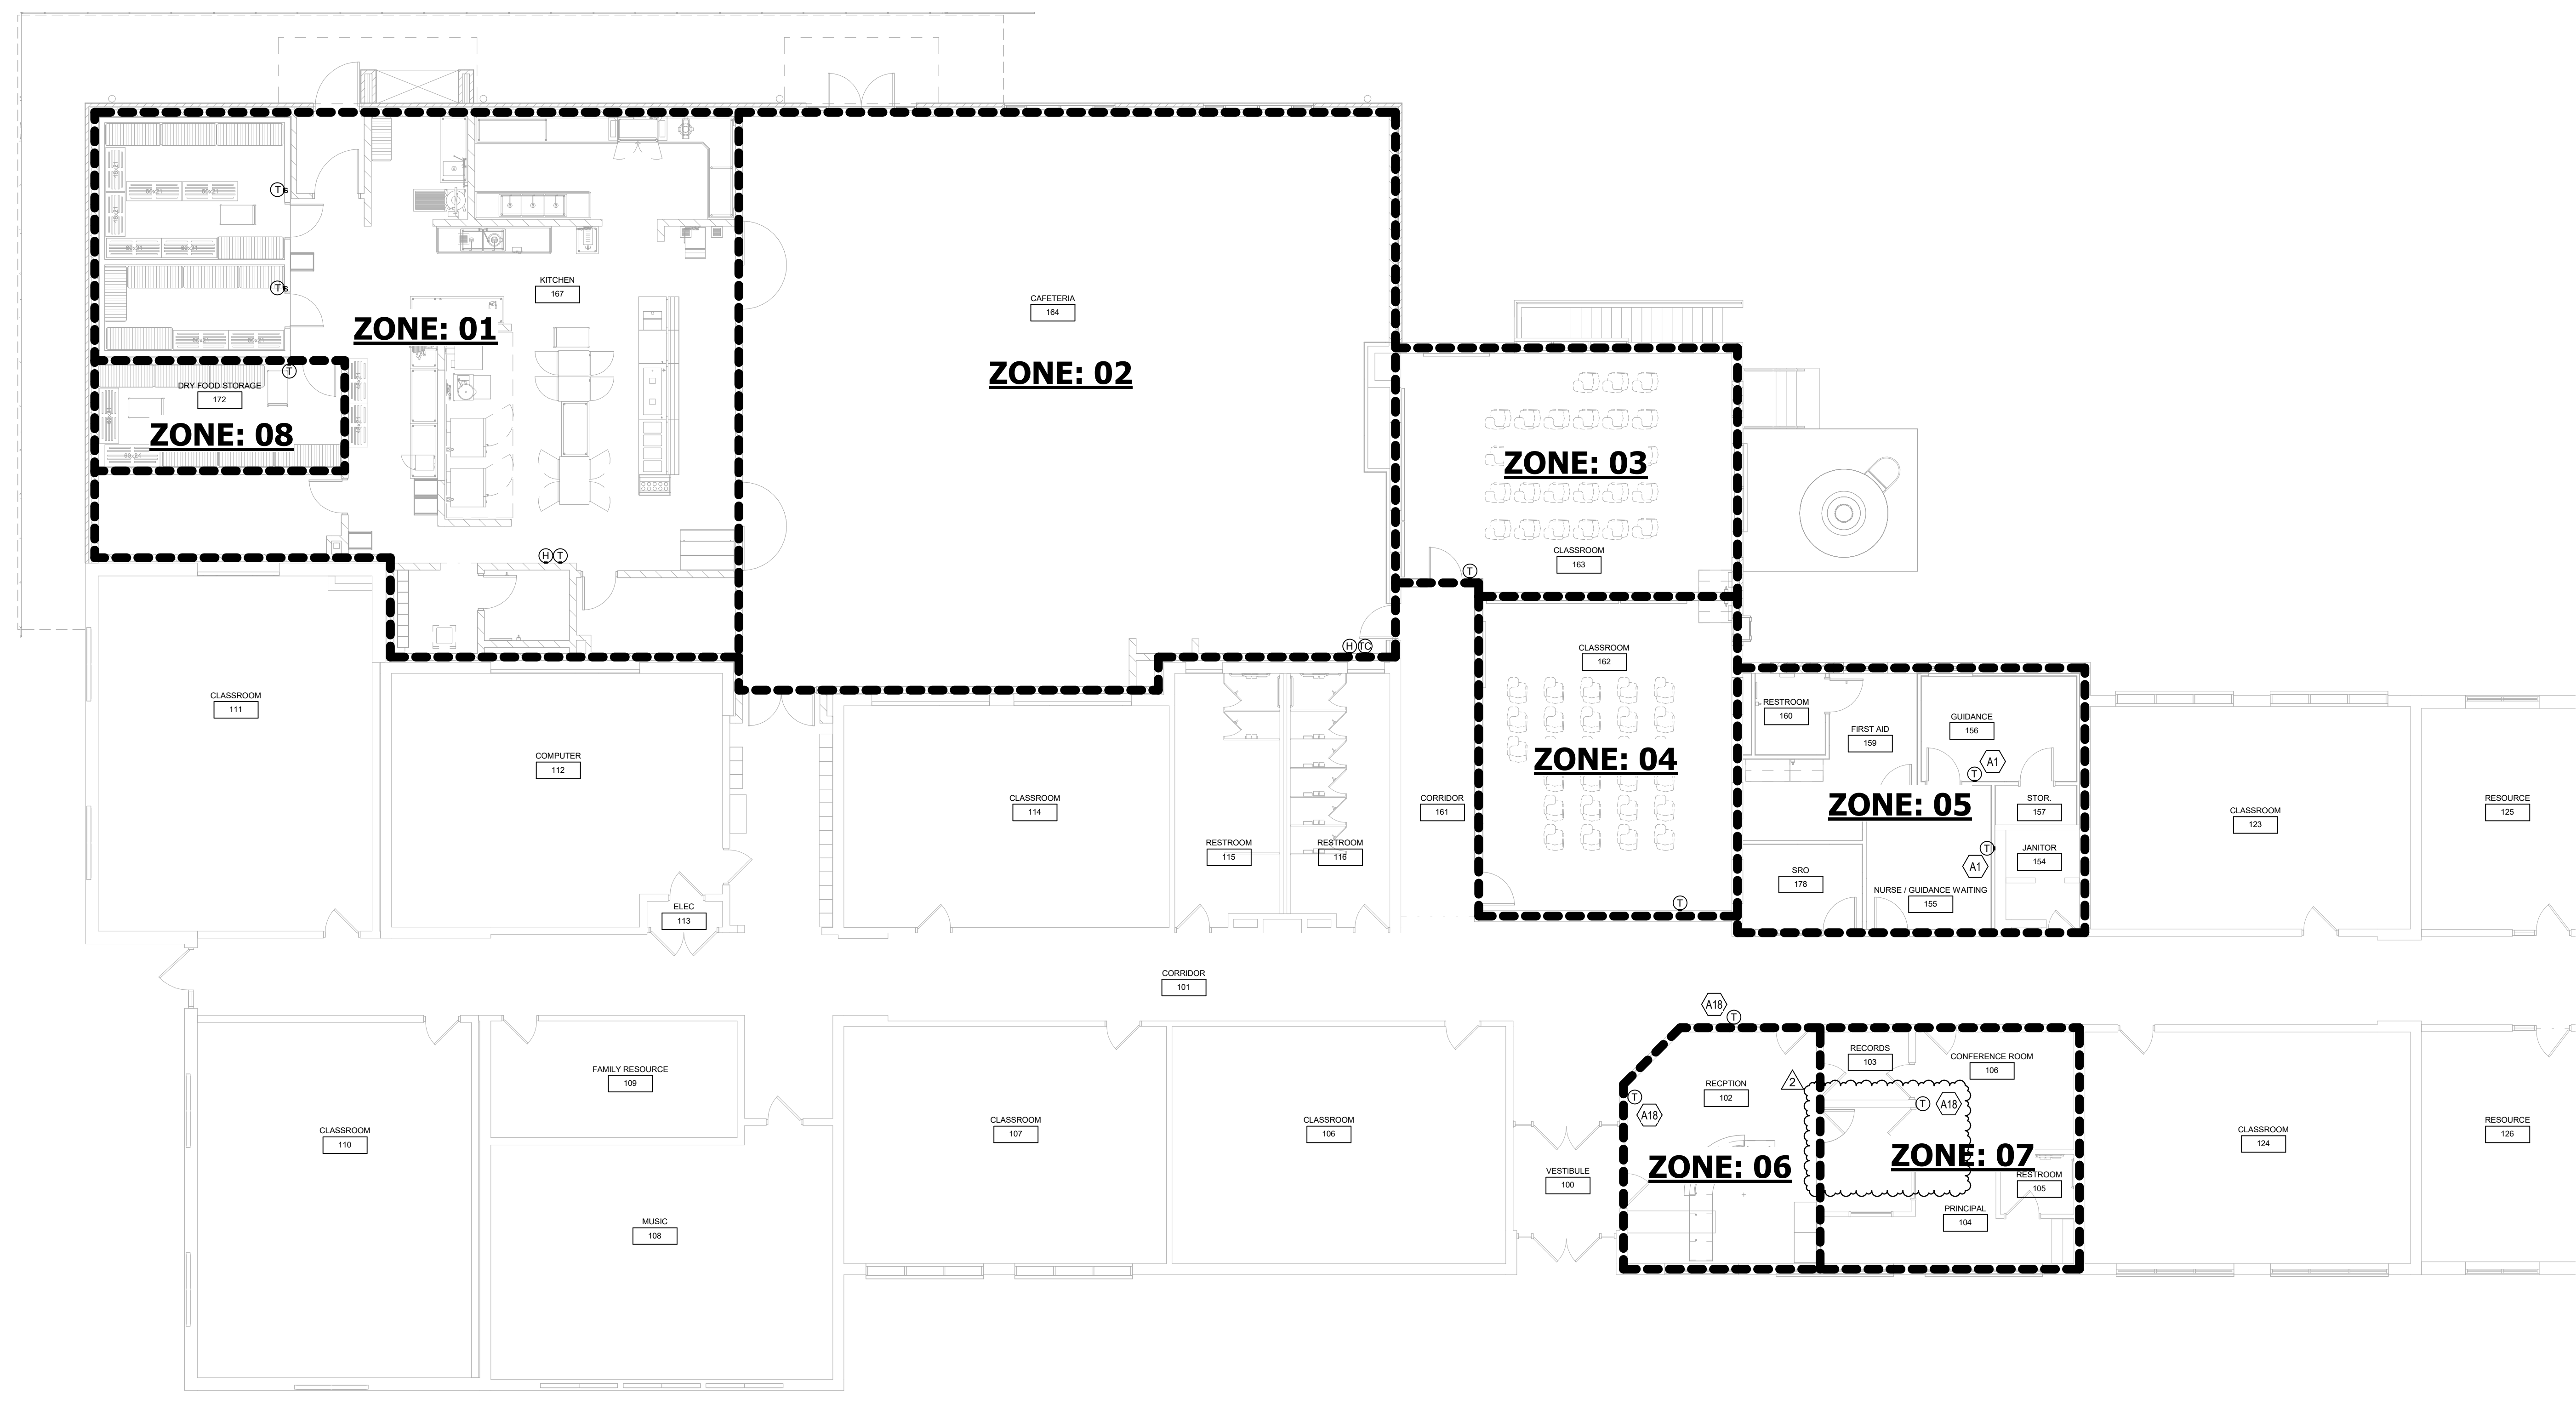 T
S
KITCHEN
167
CAFETERIA
164
T
S
ZONE: 01
ZONE: 02
T
DRY FOOD STORAGE
172
ZONE: 08
ZONE: 03
H T
CLASSROOM
163
T
H TC
CLASSROOM
162
CLASSROOM
111
RESTROOM
160
GUIDANCE
156
FIRST AID
159
COMPUTER
112
ZONE: 04
A1
T
CLASSROOM
114
CORRIDOR
161
ZONE: 05
STOR.
157
CLASSROOM
123
RESOURCE
125
RESTROOM
115
RESTROOM
116
T
A1
JANITOR
154
SRO
178
NURSE / GUIDANCE WAITING
155
ELEC
113
T
CORRIDOR
101
A18
T
RECORDS
103
CONFERENCE ROOM
106
FAMILY RESOURCE
109
RECPTION
102
2
T
A18
T
A18
CLASSROOM
110
CLASSROOM
107
CLASSROOM
106
CLASSROOM
124
RESOURCE
126
VESTIBULE
100
ZONE: 06
ZONE: 07
RESTROOM
105
MUSIC
108
PRINCIPAL
104